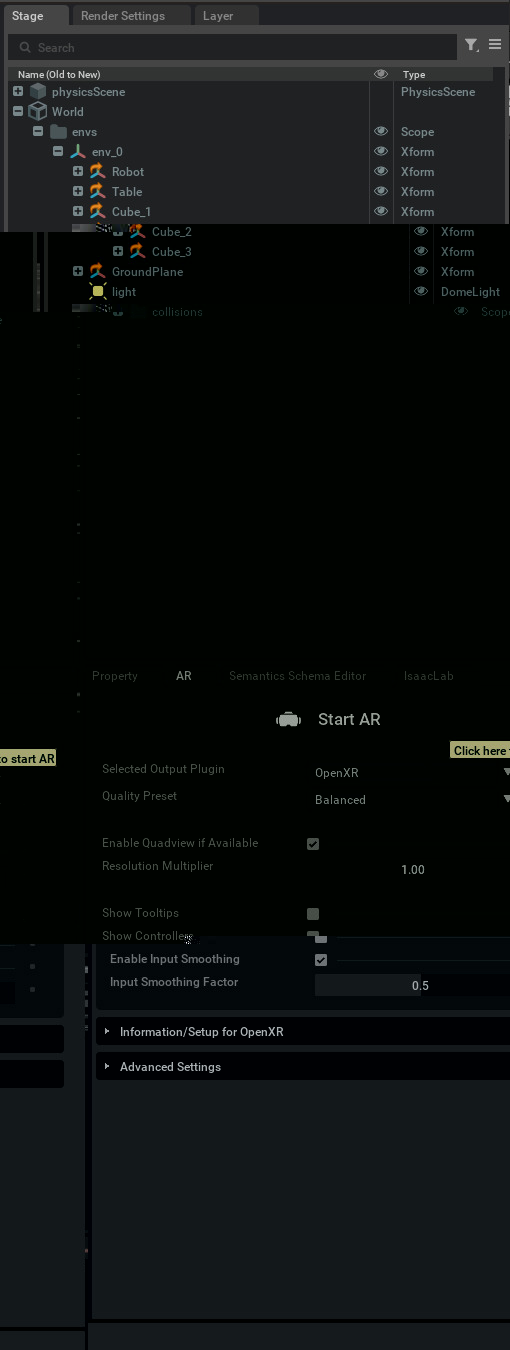 Stage Render Settings Layer
Search
Name (Old to New) Type
physicsScene PhysicsScene
World
envs Scope
env_0 Xform
Robot Xform
Table Xform
Cube_1 Xform
Cube_2 Xform
Cube_3 Xform
GroundPlane Xform
light DomeLight
collisions Scop
Property AR Semantics Schema Editor IsaacLab
Start AR
to start AR Click here
Selected Output Plugin OpenXR
Quality Preset Balanced
Enable Quadview if Available
Resolution Multiplier 1.00
Show Tooltips
Show Controllers
Enable Input Smoothing
Input Smoothing Factor 0.5
Information/Setup for OpenXR
Advanced Settings